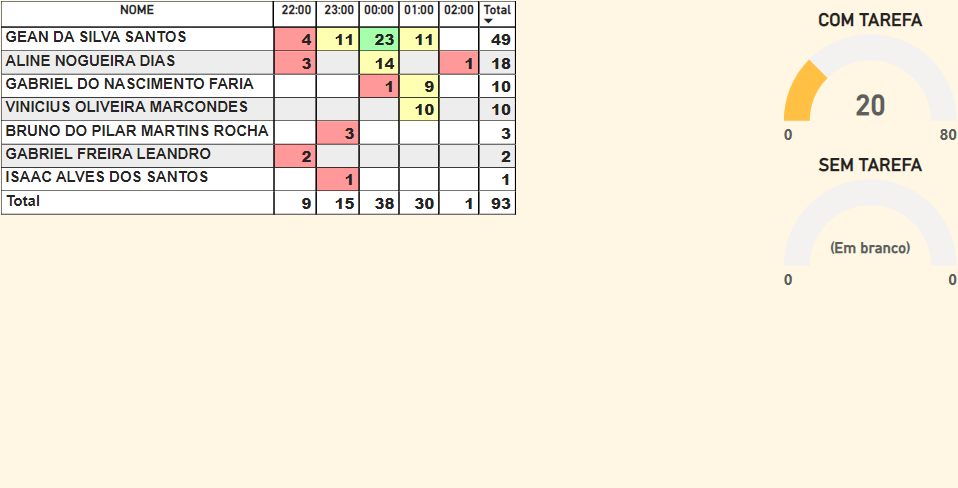 NOME 22:00 23:00 00:00 01:00 02:00 Total
GEAN DA SILVA SANTOS 4 11 23 11 49
ALINE NOGUEIRA DIAS 3 14 1 18
GABRIEL DO NASCIMENTO FARIA 1 9 10
VINICIUS OLIVEIRA MARCONDES 10 10
BRUNO DO PILAR MARTINS ROCHA 3 3
GABRIEL FREIRA LEANDRO 2 2
ISAAC ALVES DOS SANTOS 1 1
Total 9 15 38 30 1 93
COM TAREFA
20
0 80
SEM TAREFA
(Em branco)
0 0